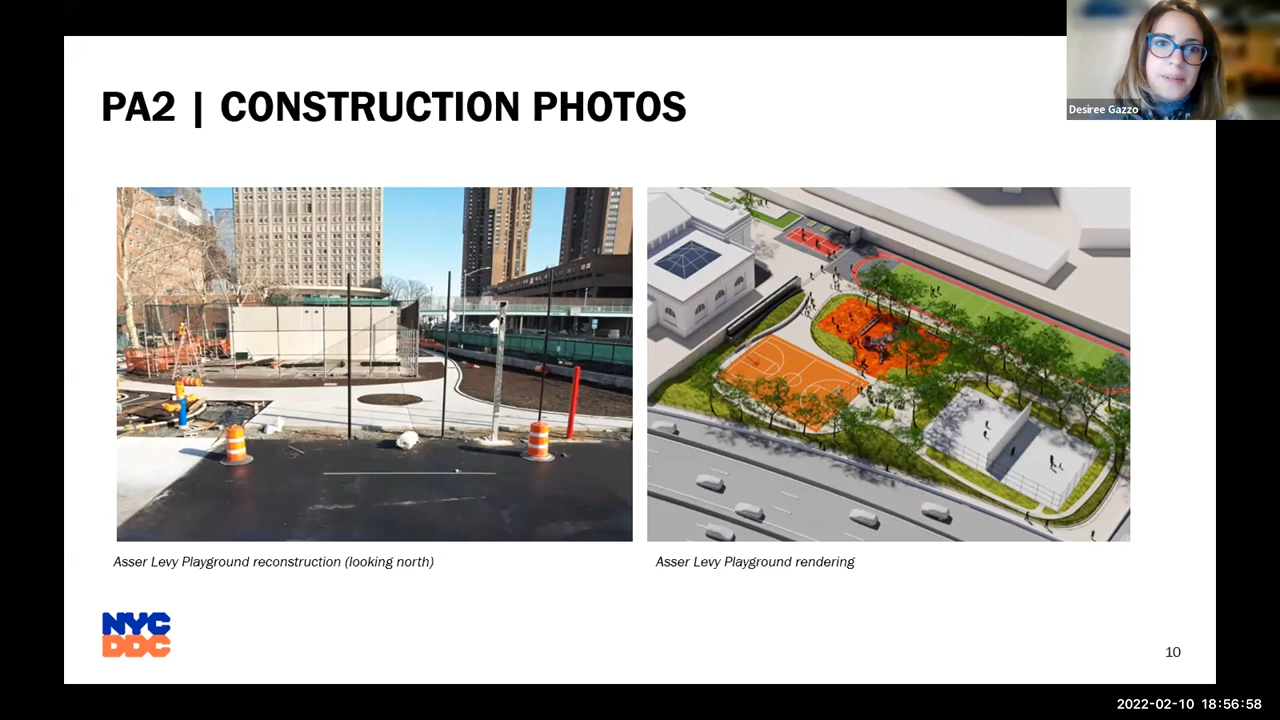 Desiree Gazzo
PA2 | CONSTRUCTION PHOTOS
Asser Levy Playground reconstruction (looking north)
Asser Levy Playground rendering
NYC
DDC
10
2022-02-10 18:56:58